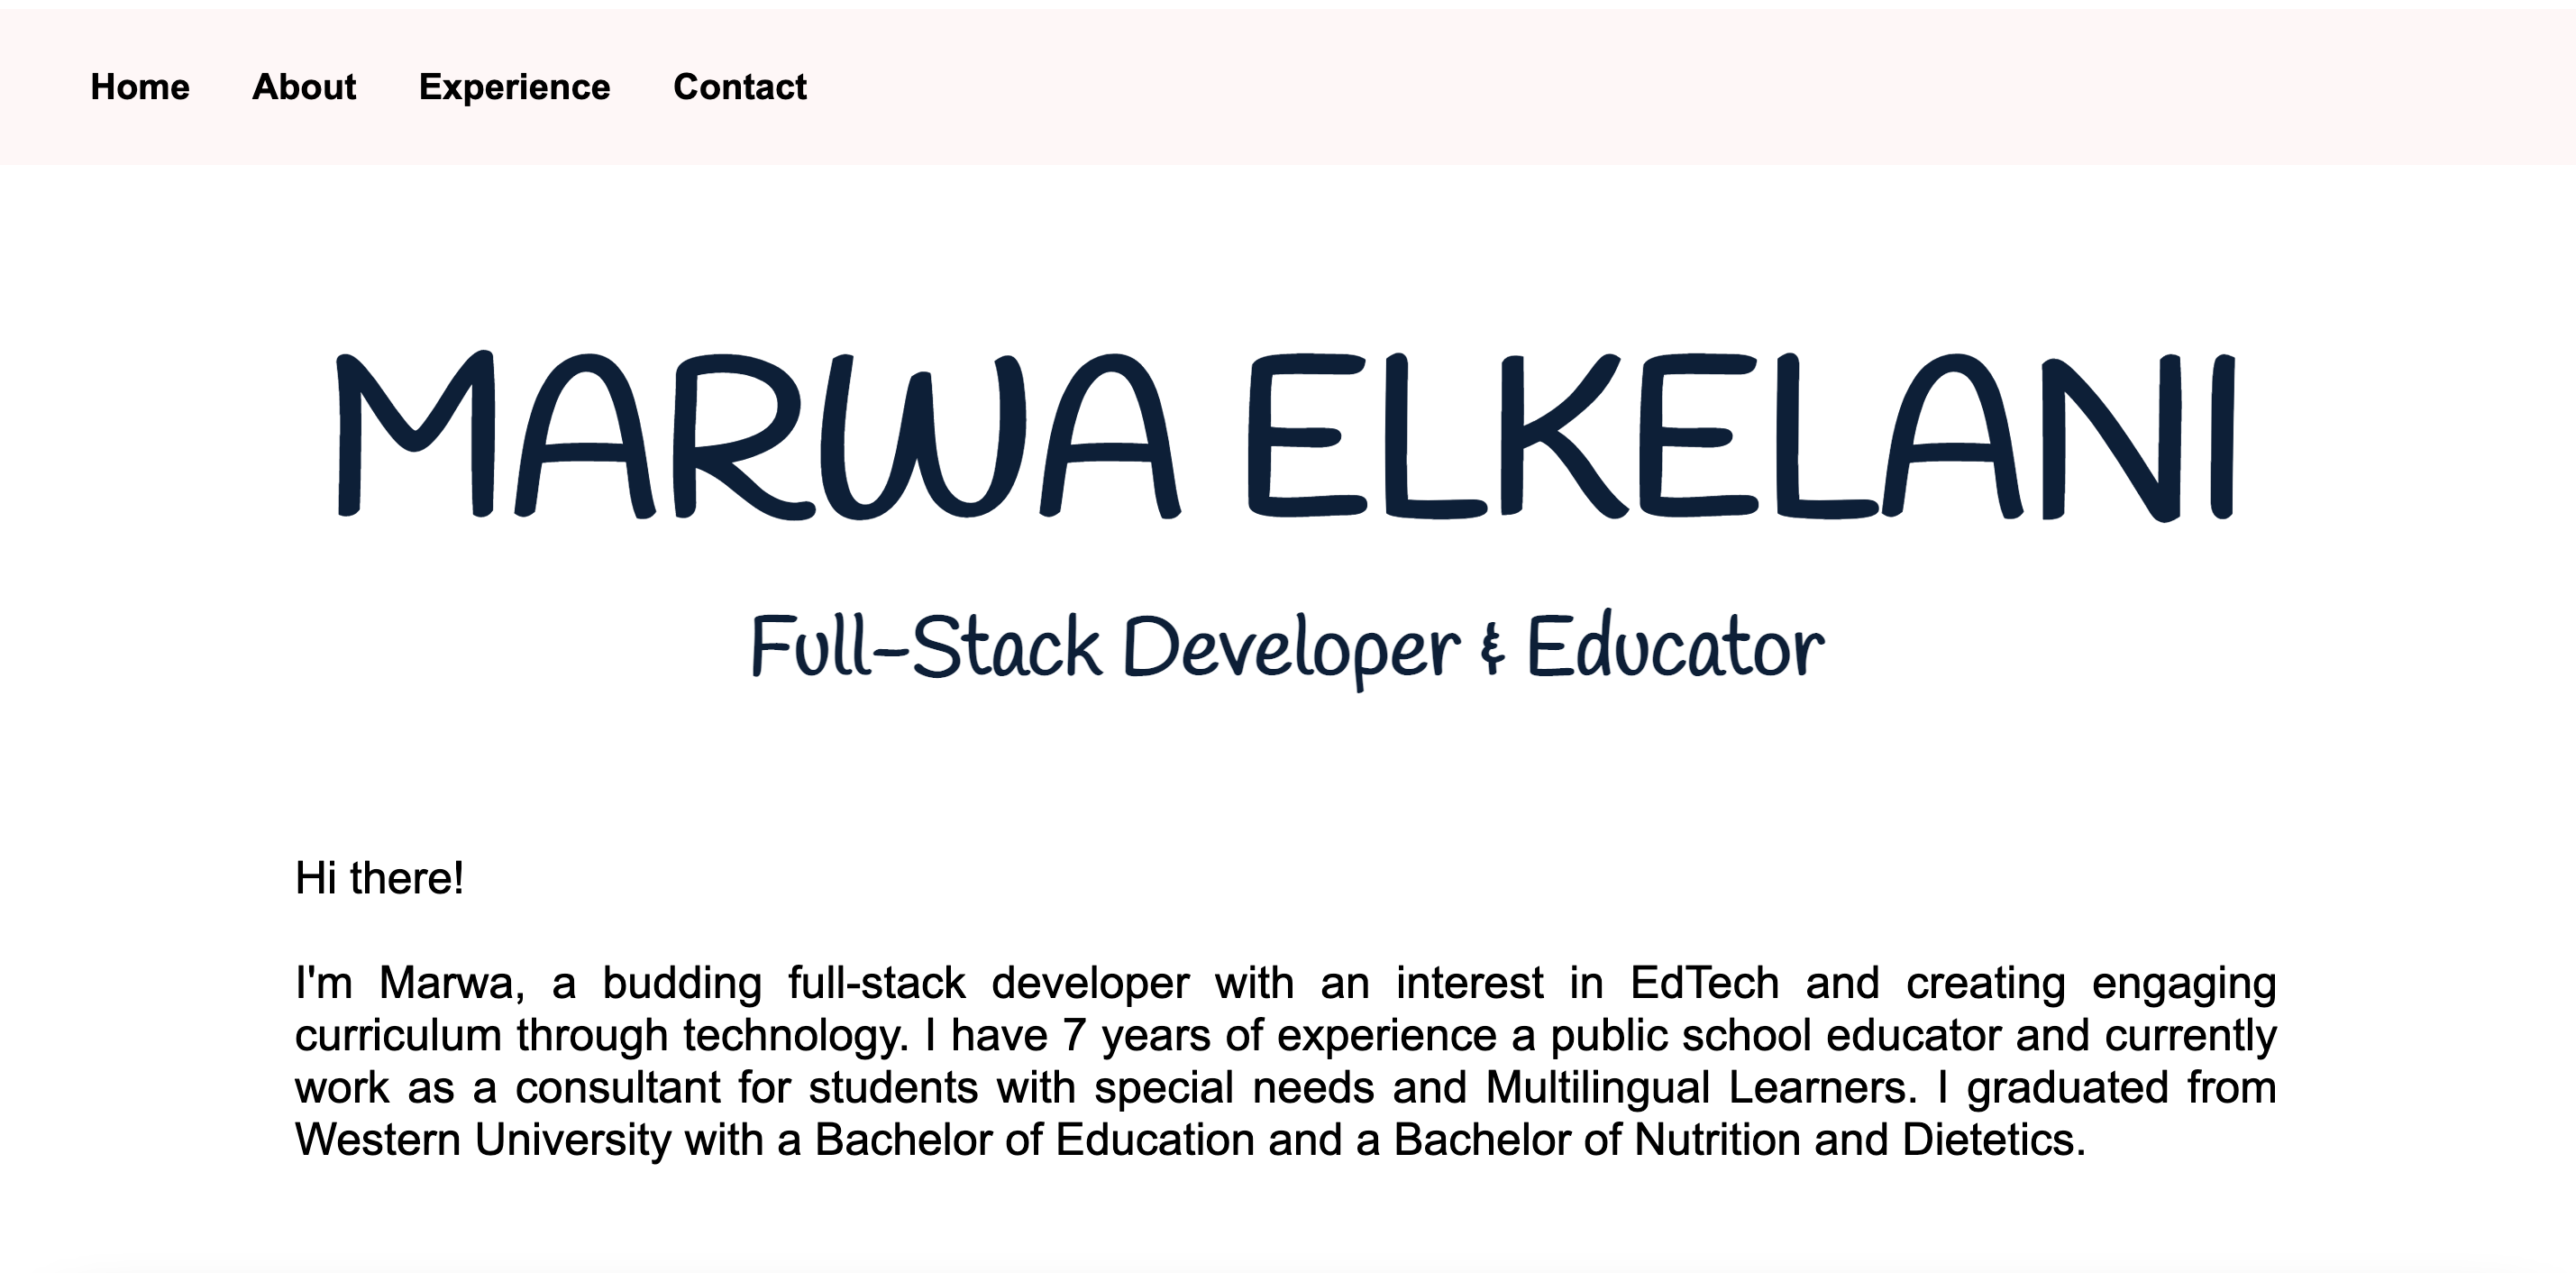 Home About Experience Contact
MARWA ELKELANI
Full-Stack Developer & Educator
Hi there!
I'm Marwa, a budding full-stack developer with an interest in EdTech and creating engaging
curriculum through technology. I have 7 years of experience a public school educator and currently
work as a consultant for students with special needs and Multilingual Learners. I graduated from
Western University with a Bachelor of Education and a Bachelor of Nutrition and Dietetics.